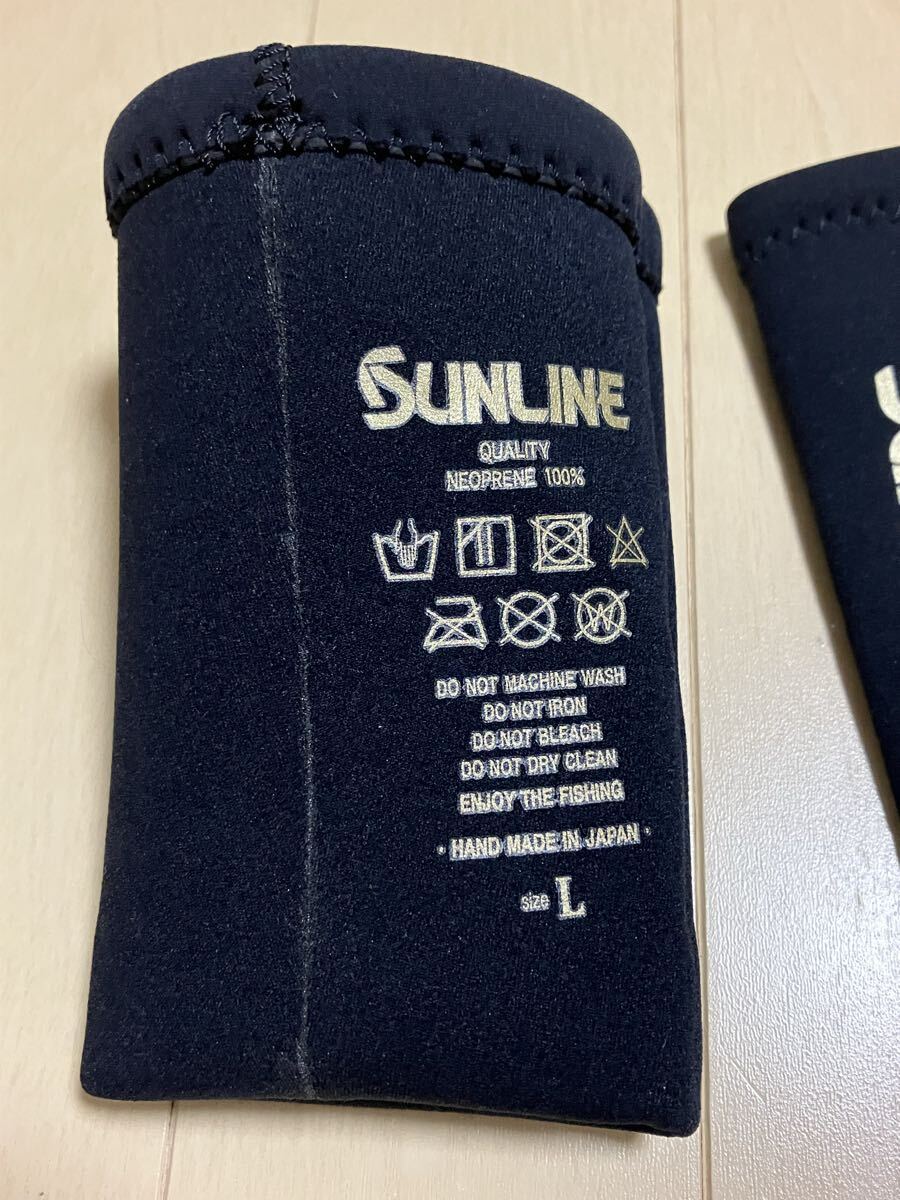 SUNLINE
QUALITY
NEOPRENE 100%
W
DO NOT MACHINE WASH
DO NOT IRON
DO NOT BLEACH
DO NOT DRY CLEAN
ENJOY THE FISHING
· HAND MADE IN JAPAN ·
size L